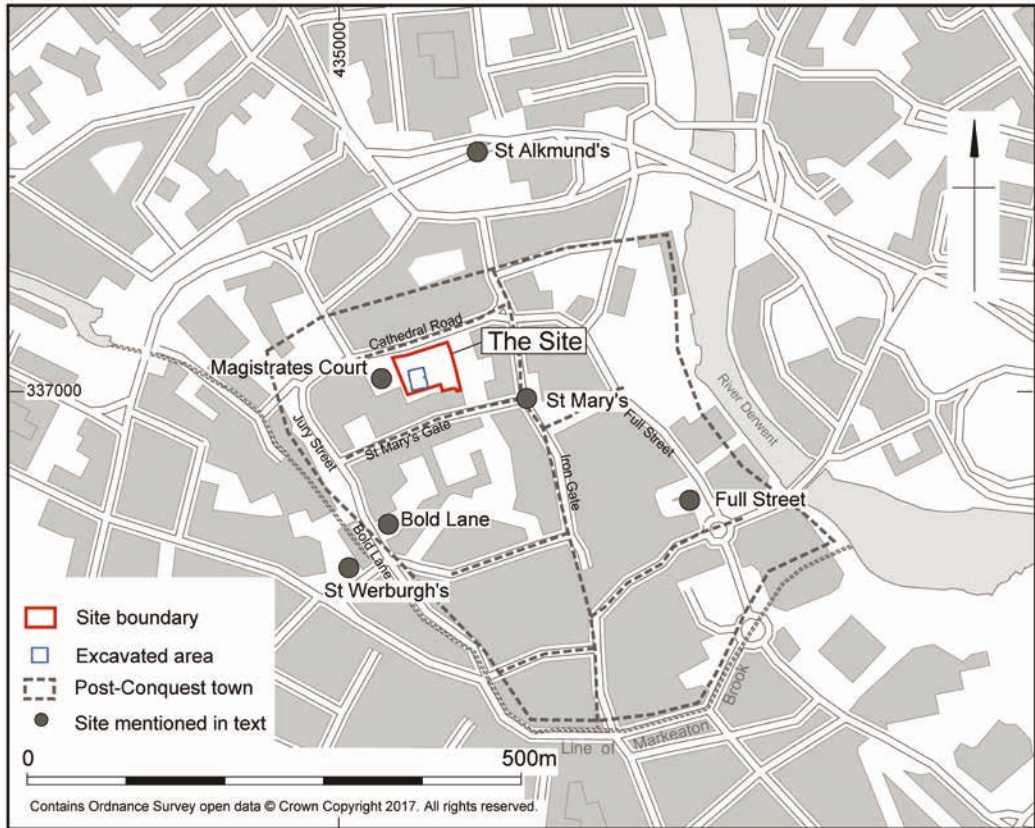 435000
St Alkmund's
Cathedral Road
The Site
Magistrates Court
337000
St Mary's
River Derwent
Jury Street
St Mary's Gate
Full Street
Iron Gate
Full Street
Bold Lane
Bold Lane
St Werburgh's
Site boundary
Excavated area
Post-Conquest town
Site mentioned in text
Line of Markeaton Brook
0 500m
Contains Ordnance Survey open data © Crown Copyright 2017. All rights reserved.